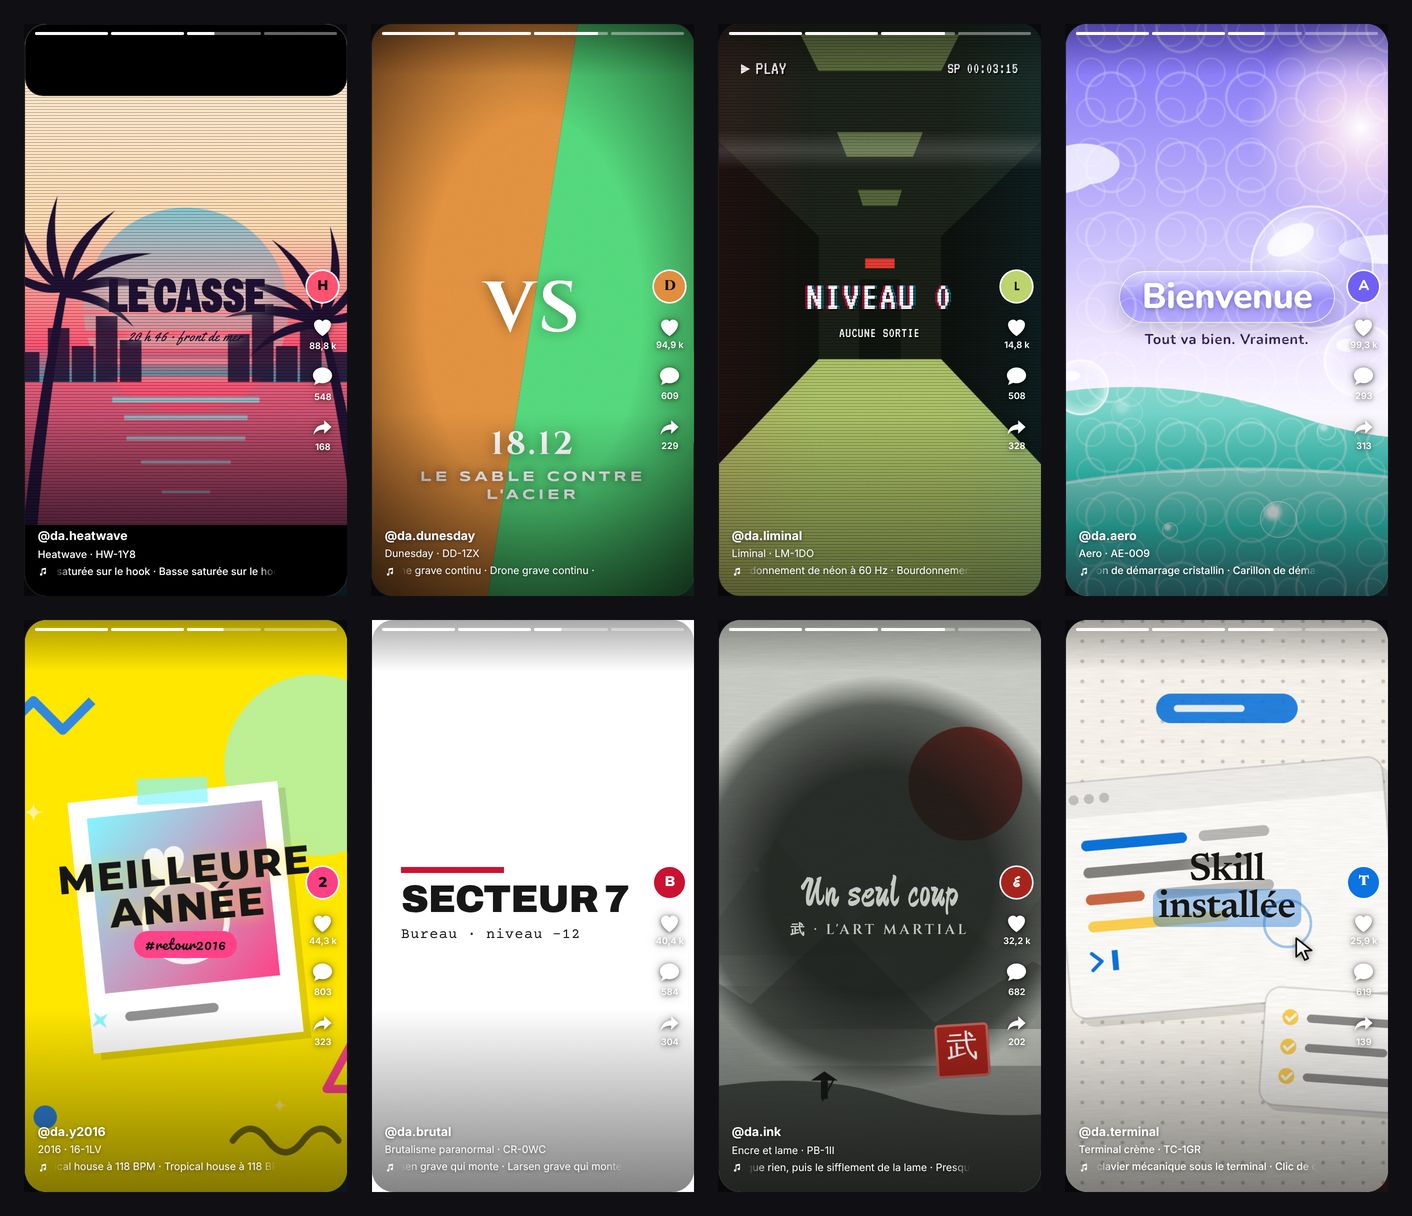 LE CASSE
20 h 46 · front de mer
H
88,8 k
548
168
@da.heatwave
Heatwave · HW-1Y8
saturée sur le hook · Basse saturée sur le
VS
18.12
LE SABLE CONTRE
L'ACIER
D
94,9 k
609
229
@da.dunesday
Dunesday · DD-1ZX
grave continu · Drone grave continu ·
PLAY
SP 00:03:15
NIVEAU 0
AUCUNE SORTIE
L
14,8 k
508
328
@da.liminal
Liminal · LM-1DO
donnement de néon à 60 Hz · Bourdonnemen
Bienvenue
Tout va bien. Vraiment.
A
99,3 k
293
313
@da.aero
Aero · AE-0O9
de démarrage cristallin · Carillon de déma
MEILLEURE
ANNÉE
#retour2016
2
44,3 k
803
323
@da.y2016
2016 · 16-1LV
cal house à 118 BPM · Tropical house à 118
SECTEUR 7
Bureau · niveau -12
B
40,4 k
584
304
@da.brutal
Brutalisme paranormal · CR-0WC
sen grave qui monte · Larsen grave qui monte
Un seul coup
武 · L'ART MARTIAL
武
E
32,2 k
682
202
@da.ink
Encre et lame · PB-1II
que rien, puis le sifflement de la lame · Presqu
Skill
installée
T
25,9 k
619
139
@da.terminal
Terminal crème · TC-1GR
clavier mécanique sous le terminal · Clic de